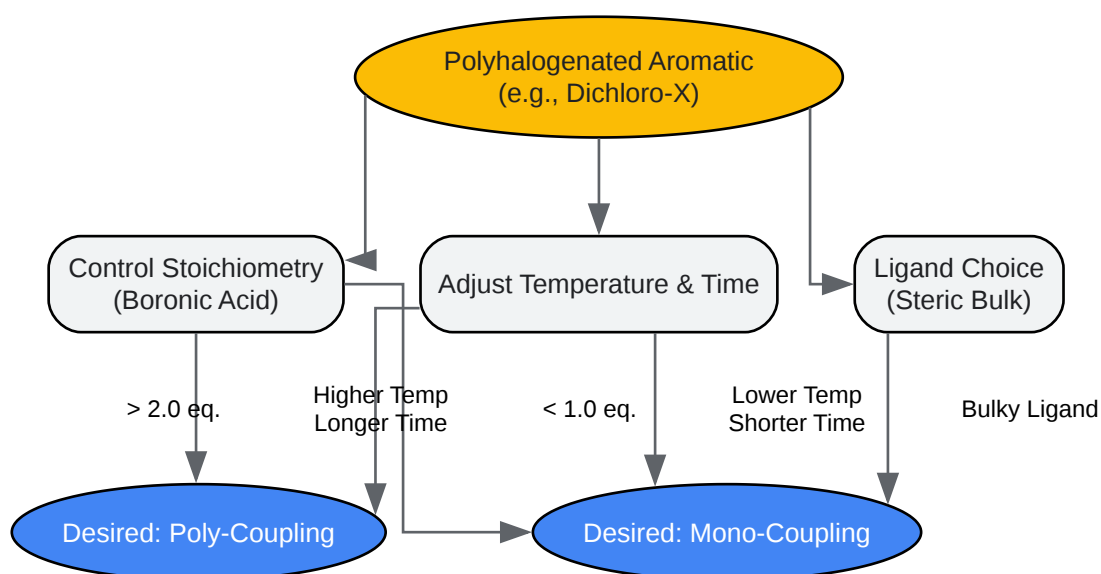 Polyhalogenated Aromatic
(e.g., Dichloro-X)
Control Stoichiometry
(Boronic Acid)
Adjust Temperature & Time
Ligand Choice
(Steric Bulk)
> 2.0 eq.
Higher Temp
Longer Time
< 1.0 eq.
Lower Temp
Shorter Time
Bulky Ligand
Desired: Poly-Coupling
Desired: Mono-Coupling